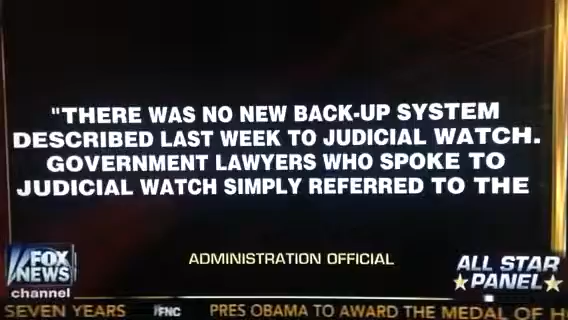 "THERE WAS NO NEW BACK-UP SYSTEM
DESCRIBED LAST WEEK TO JUDICIAL WATCH.
GOVERNMENT LAWYERS WHO SPOKE TO
JUDICIAL WATCH SIMPLY REFERRED TO THE
ADMINISTRATION OFFICIAL
FOX
NEWS
channel
ALL STAR
PANEL
SEVEN YEARS FNC PRES OBAMA TO AWARD THE MEDAL OF H